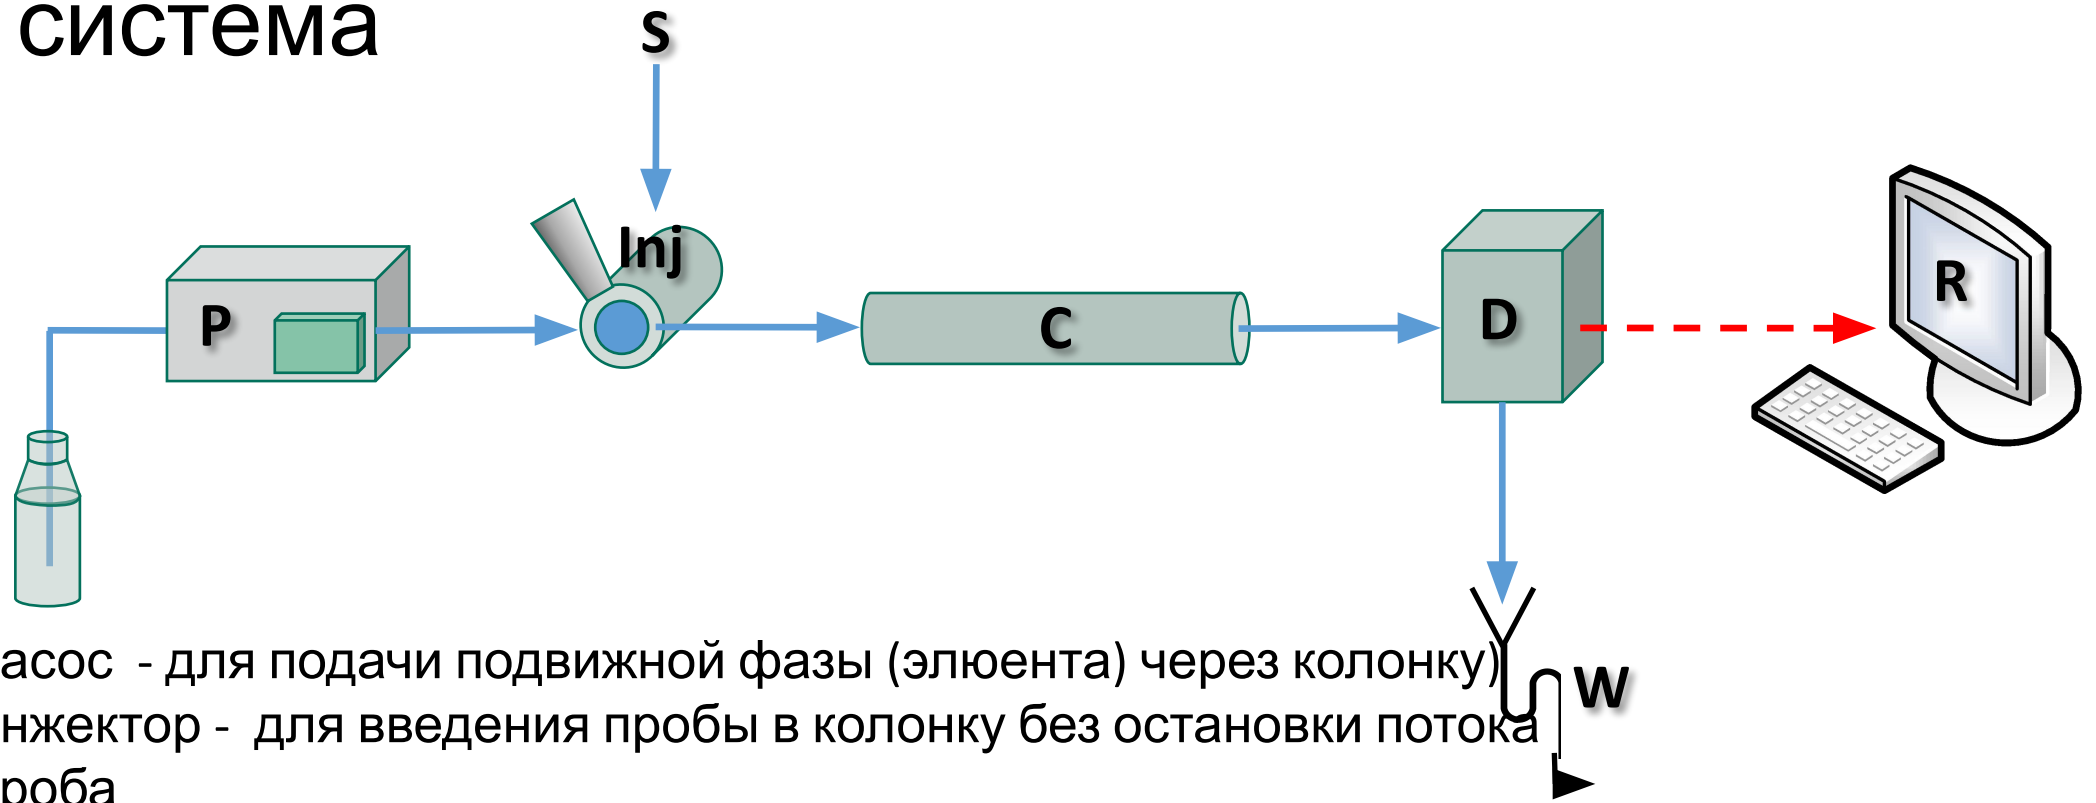 система
S
Inj
P
C
D
R
асос - для подачи подвижной фазы (элюента) через колонку)
W
нжектор - для введения пробы в колонку без остановки потока
роба